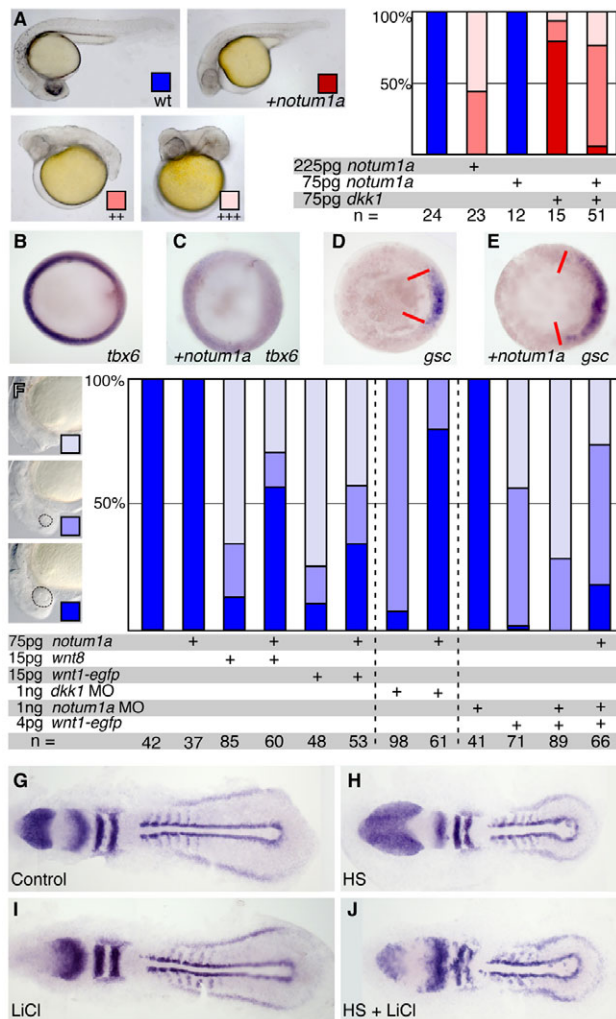 A
wt
+notum1a
++
+++
100%
50%
225pg notum1a +
75pg notum1a + +
75pg dkk1 + +
n = 24 23 12 15 51
B
tbx6
C
+notum1a tbx6
D
gsc
E
+notum1a gsc
F
100%
50%
75pg notum1a + + + + +
15pg wnt8 + +
15pg wnt1-egfp + +
1ng dkk1 MO + +
1ng notum1a MO + + +
4pg wnt1-egfp + + +
n = 42 37 85 60 48 53 98 61 41 71 89 66
G
Control
H
HS
I
LiCl
J
HS + LiCl